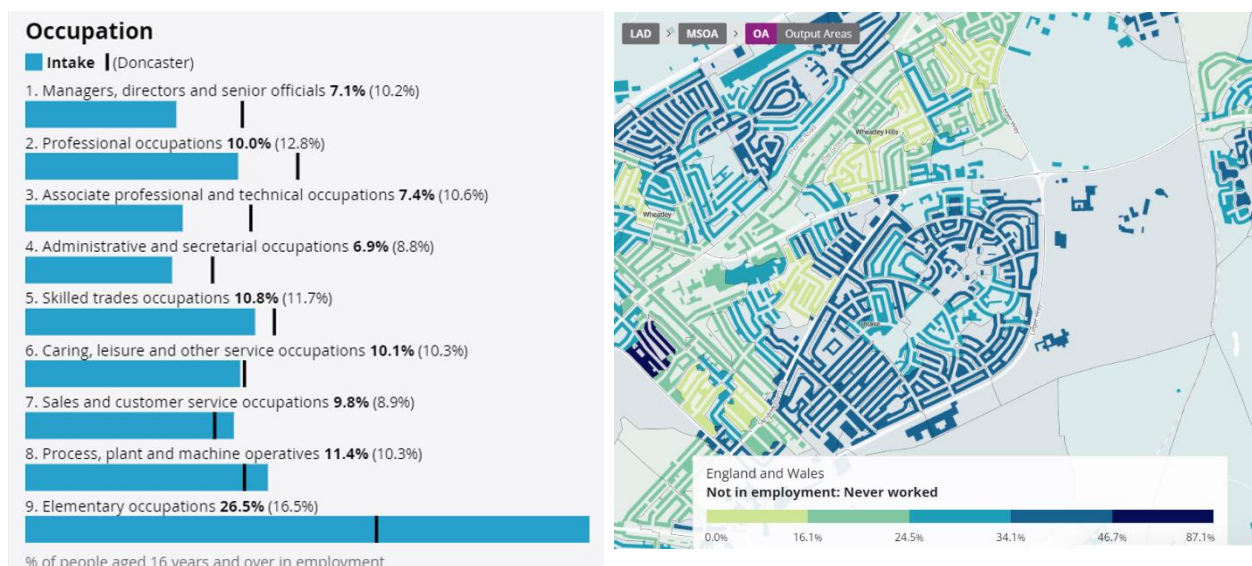 Occupation
Intake (Doncaster)
1. Managers, directors and senior officials 7.1% (10.2%)
2. Professional occupations 10.0% (12.8%)
3. Associate professional and technical occupations 7.4% (10.6%)
4. Administrative and secretarial occupations 6.9% (8.8%)
5. Skilled trades occupations 10.8% (11.7%)
6. Caring, leisure and other service occupations 10.1% (10.3%)
7. Sales and customer service occupations 9.8% (8.9%)
8. Process, plant and machine operatives 11.4% (10.3%)
9. Elementary occupations 26.5% (16.5%)
% of people aged 16 years and over in employment
LAD > MSOA > OA Output Areas
Wheatley Hills
Wheatley
Intake
Leger Way
Leger Way
England and Wales
Not in employment: Never worked
0.0% 16.1% 24.5% 34.1% 46.7% 87.1%